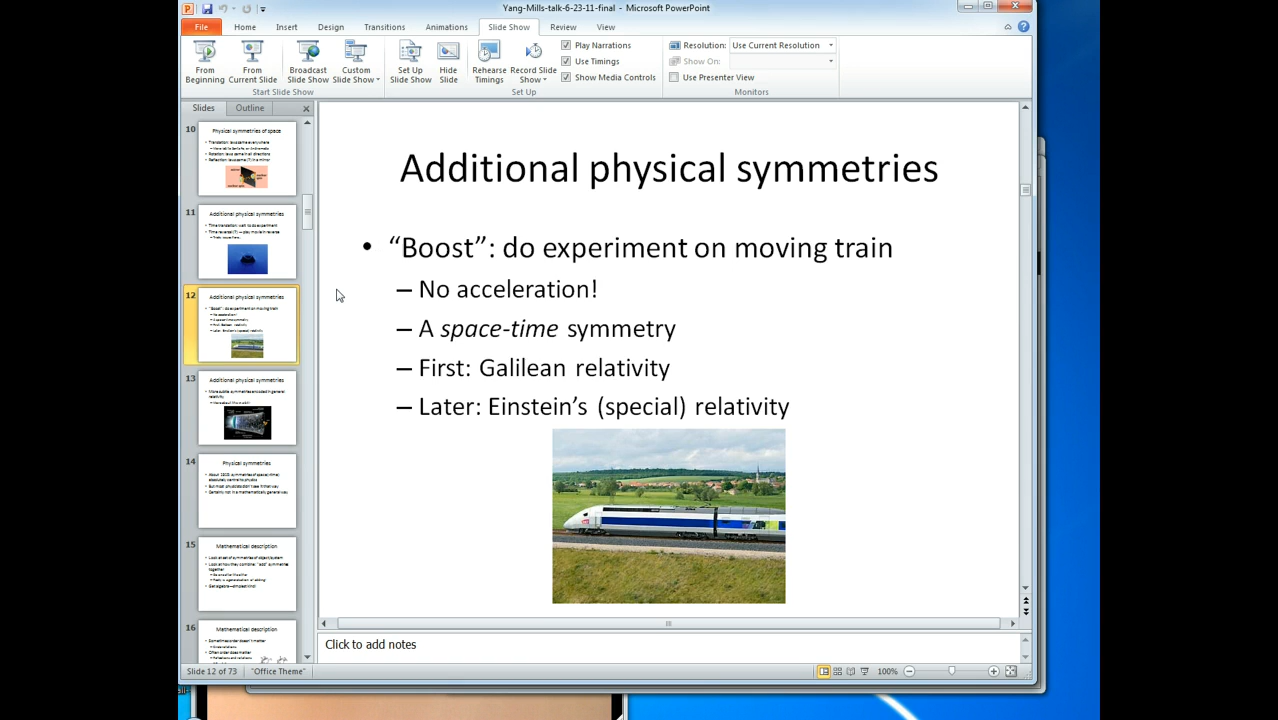 Yang-Mills-talk-6-23-11-final - Microsoft PowerPoint
File Home Insert Design Transitions Animations Slide Show Review View
From Beginning
From Current Slide
Broadcast Slide Show
Custom Slide Show
Start Slide Show
Set Up Slide Show
Hide Slide
Rehearse Timings
Record Slide Show
Play Narrations
Use Timings
Show Media Controls
Set Up
Resolution: Use Current Resolution
Show On:
Use Presenter View
Monitors
Slides Outline
10
Physical symmetries of space
11
Additional physical symmetries
12
Additional physical symmetries
"Boost": do experiment on moving train
13
Additional physical symmetries
14
Physical symmetries
15
Mathematical description
16
Mathematical description
Additional physical symmetries
• “Boost”: do experiment on moving train
– No acceleration!
– A space-time symmetry
– First: Galilean relativity
– Later: Einstein’s (special) relativity
Click to add notes
Slide 12 of 73 "Office Theme" 100%